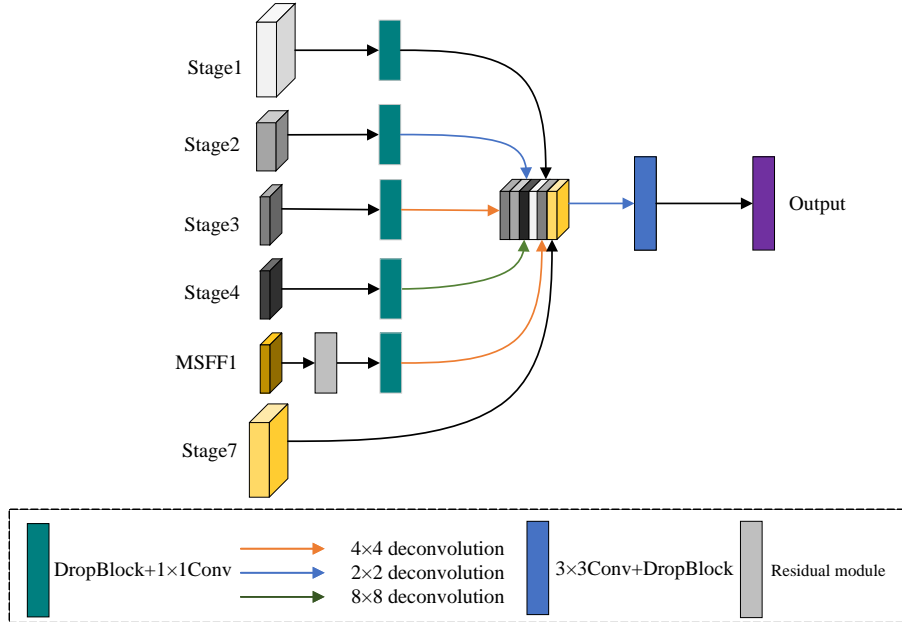 Stage1
Stage2
Stage3
Stage4
MSFF1
Stage7
Output
DropBlock+1×1Conv
4×4 deconvolution
2×2 deconvolution
8×8 deconvolution
3×3Conv+DropBlock
Residual module